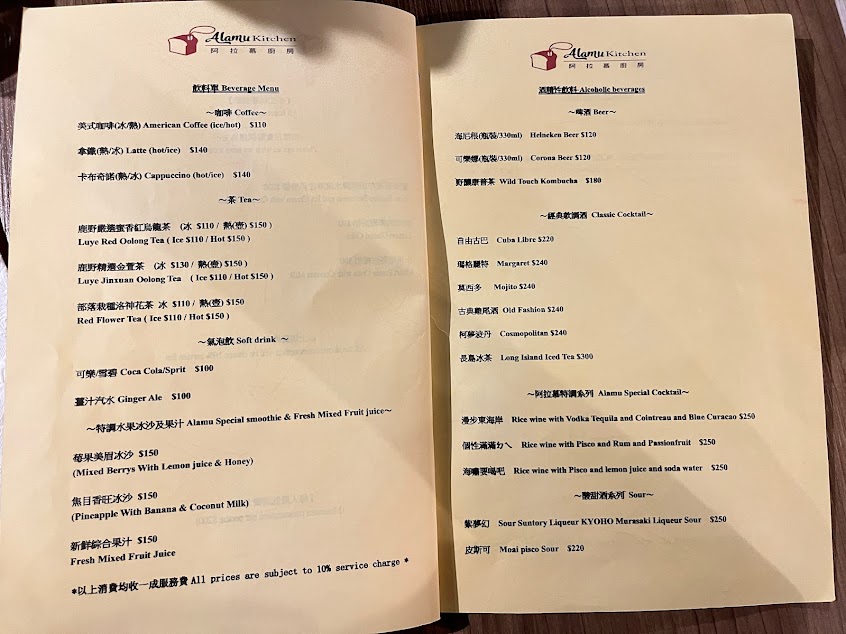 Alamu Kitchen
阿拉慕廚房
飲料單 Beverage Menu
～咖啡 Coffee～
美式咖啡(冰/熱) American Coffee (ice/hot) $110
拿鐵(熱/冰) Latte (hot/ice) $140
卡布奇諾(熱/冰) Cappuccino (hot/ice) $140
～茶 Tea～
鹿野嚴選蜜香紅烏龍茶 (冰 $110 / 熱(壺) $150 )
Luye Red Oolong Tea ( Ice $110 / Hot $150 )
鹿野精選金萱茶 (冰 $130 / 熱(壺) $150 )
Luye Jinxuan Oolong Tea ( Ice $110 / Hot $150 )
部落栽種洛神花茶 冰 $110 / 熱(壺) $150
Red Flower Tea ( Ice $110 / Hot $150 )
～氣泡飲 Soft drink ～
可樂/雪碧 Coca Cola/Sprit $100
薑汁汽水 Ginger Ale $100
～特調水果冰沙及果汁 Alamu Special smoothie & Fresh Mixed Fruit juice～
莓果美眉冰沙 $150
(Mixed Berrys With Lemon juice & Honey)
焦目香旺冰沙 $150
(Pineapple With Banana & Coconut Milk)
新鮮綜合果汁 $150
Fresh Mixed Fruit Juice
*以上消費均收一成服務費 All prices are subject to 10% service charge *
Alamu Kitchen
阿拉慕廚房
酒精性飲料 Alcoholic beverages
～啤酒 Beer～
海尼根(瓶裝/330ml) Heineken Beer $120
可樂娜(瓶裝/330ml) Corona Beer $120
野釀康普茶 Wild Touch Kombucha $180
～經典軟調酒 Classic Cocktail～
自由古巴 Cuba Libre $220
瑪格麗特 Margaret $240
莫西多 Mojito $240
古典雞尾酒 Old Fashion $240
柯夢波丹 Cosmopolitan $240
長島冰茶 Long Island Iced Tea $300
～阿拉慕特調系列 Alamu Special Cocktail～
漫步東海岸 Rice wine with Vodka Tequila and Cointreau and Blue Curacao $250
個性滿滿ㄉㄟ Rice wine with Pisco and Rum and Passionfruit $250
海嘯要喝吧 Rice wine with Pisco and lemon juice and soda water $250
～酸甜酒系列 Sour～
紫夢幻 Sour Suntory Liqueur KYOHO Murasaki Liqueur Sour $250
皮斯可 Moai pisco Sour $220